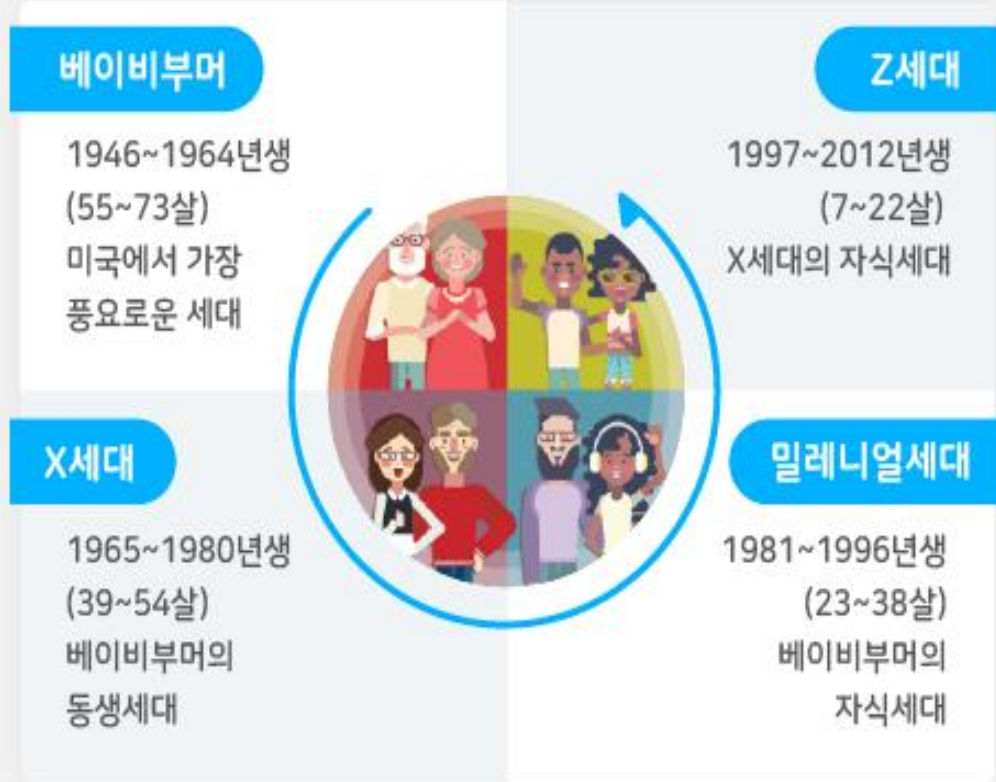 베이비부머
1946~1964년생
(55~73살)
미국에서 가장
풍요로운 세대
Z세대
1997~2012년생
(7~22살)
X세대의 자식세대
X세대
1965~1980년생
(39~54살)
베이비부머의
동생세대
밀레니얼세대
1981~1996년생
(23~38살)
베이비부머의
자식세대